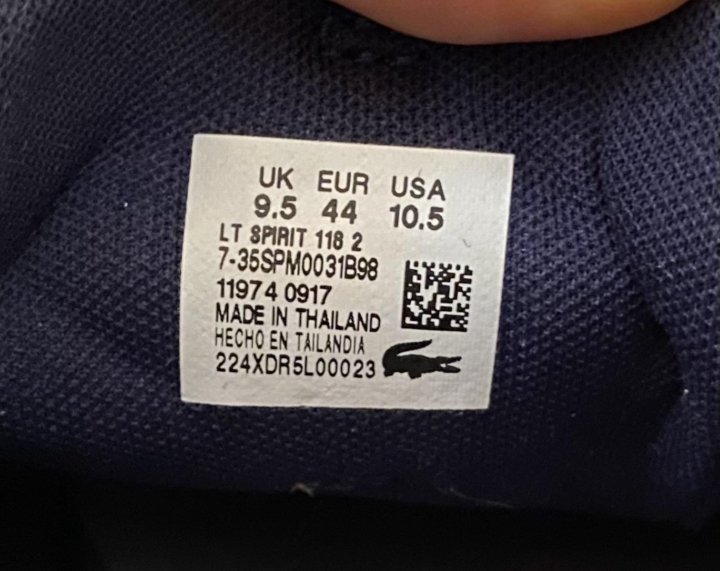 UK EUR USA
9.5 44 10.5
LT SPIRIT 118 2
7-35SPM0031B98
11974 0917
MADE IN THAILAND
HECHO EN TAILANDIA
224XDR5L00023